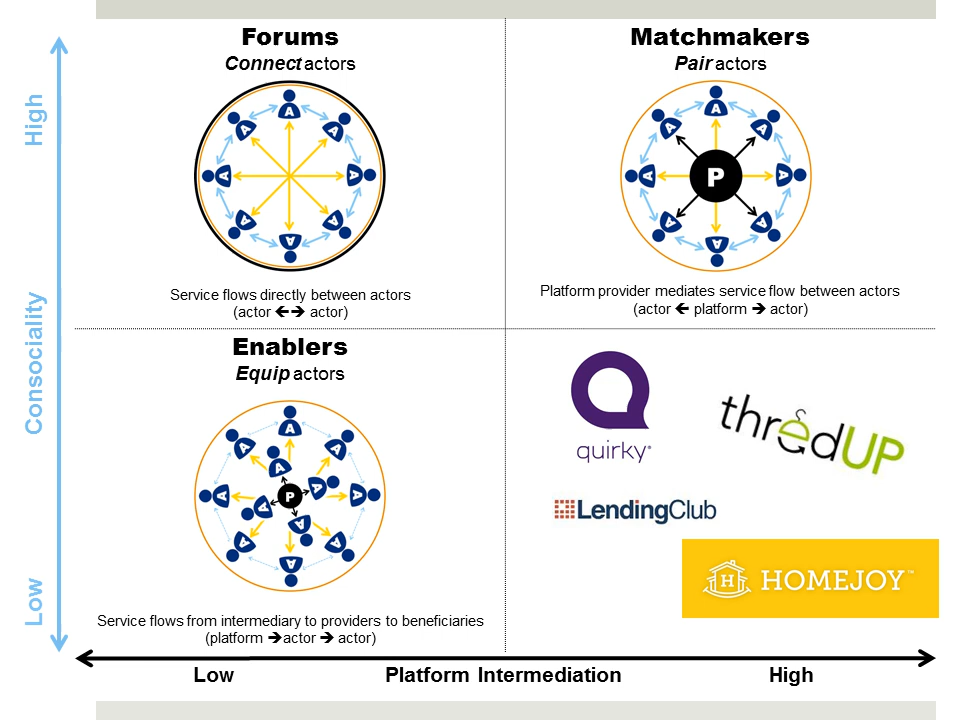 Forums
Connect actors
A
A
A
A
A
A
A
A
Service flows directly between actors
(actor 🡨🡪 actor)
Matchmakers
Pair actors
A
A
A
A
A
A
A
A
P
Platform provider mediates service flow between actors
(actor 🡨 platform 🡪 actor)
Enablers
Equip actors
A
A
A
A
A
A
A
A
A
A
A
A
P
Service flows from intermediary to providers to beneficiaries
(platform 🡪actor 🡪 actor)
quirky®
thredUP
LendingClub
H HOMEJOY™
High
Consociality
Low
Low
Platform Intermediation
High